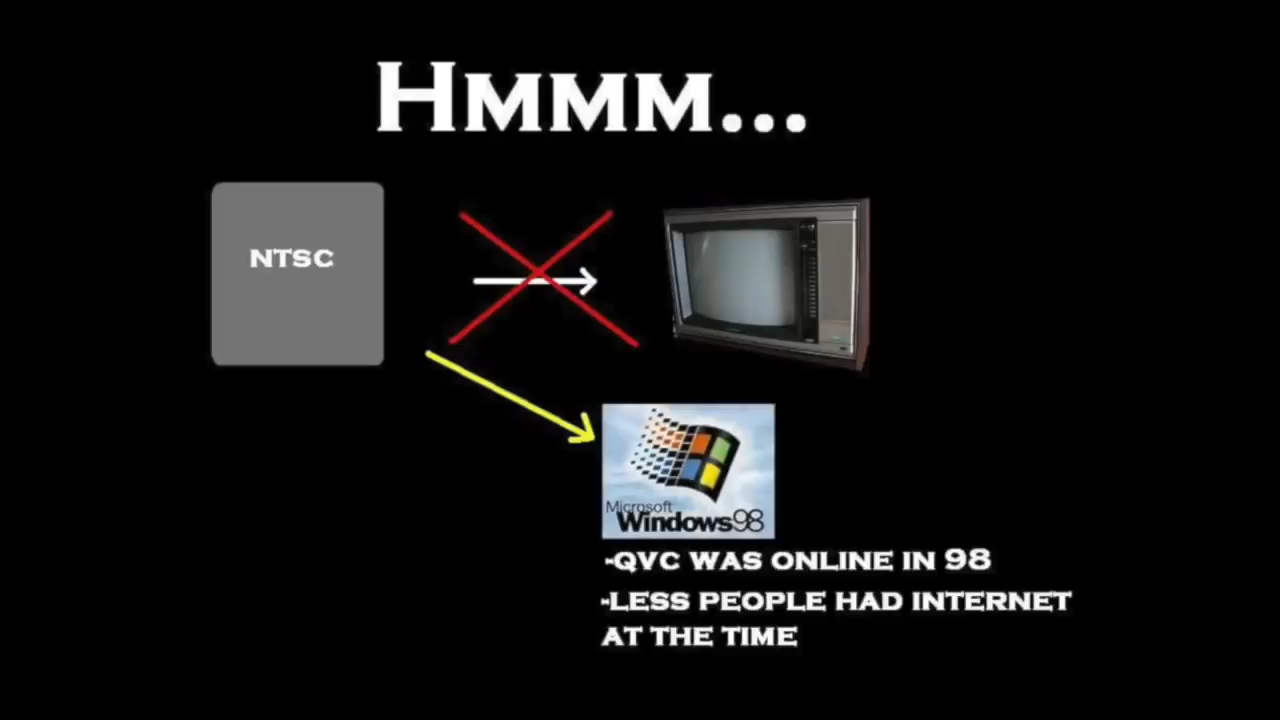 HMMM...
NTSC
Microsoft
Windows98
-QVC WAS ONLINE IN 98
-LESS PEOPLE HAD INTERNET
AT THE TIME